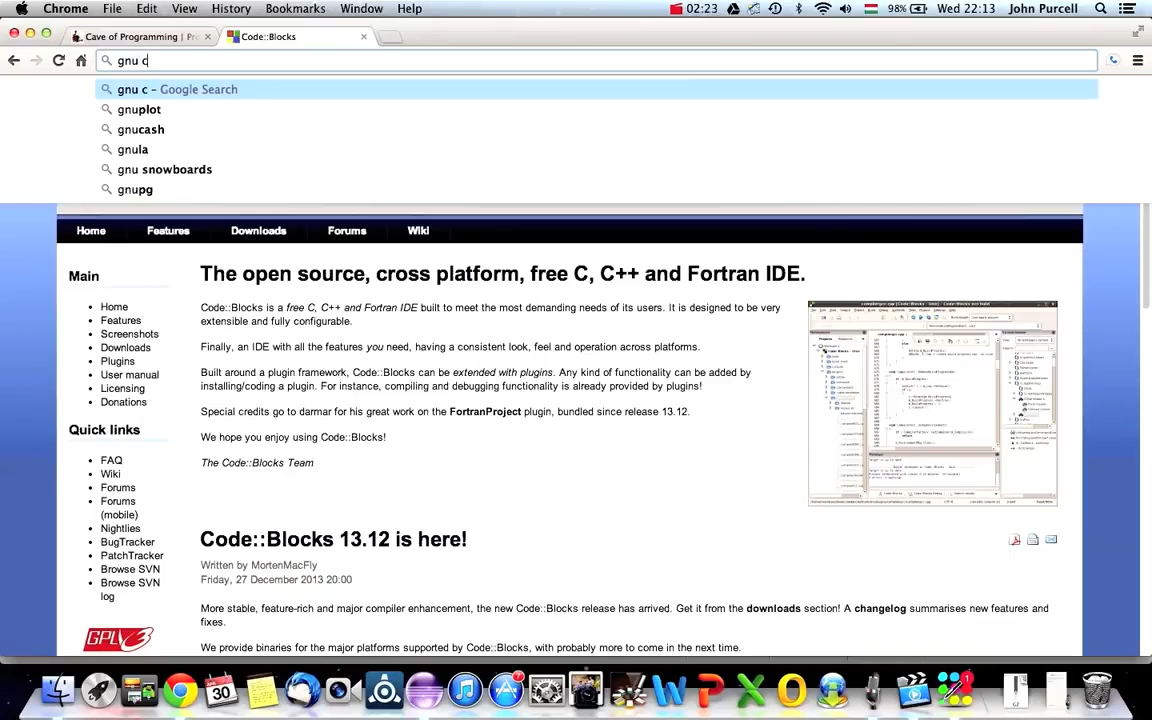 Chrome File Edit View History Bookmarks Window Help 02:23 98% Wed 22:13 John Purcell
Cave of Programming | Pr × Code::Blocks ×
gnu c
gnu c – Google Search
gnuplot
gnucash
gnula
gnu snowboards
gnupg
Home Features Downloads Forums Wiki
Main
Home
Features
Screenshots
Downloads
Plugins
User manual
Licensing
Donations
Quick links
FAQ
Wiki
Forums
Forums
(mobile)
Nightlies
BugTracker
PatchTracker
Browse SVN
Browse SVN
log
GPLv3
The open source, cross platform, free C, C++ and Fortran IDE.
Code::Blocks is a free C, C++ and Fortran IDE built to meet the most demanding needs of its users. It is designed to be very
extensible and fully configurable.
Finally, an IDE with all the features you need, having a consistent look, feel and operation across platforms.
Built around a plugin framework, Code::Blocks can be extended with plugins. Any kind of functionality can be added by
installing/coding a plugin. For instance, compiling and debugging functionality is already provided by plugins!
Special credits go to darmar for his great work on the FortranProject plugin, bundled since release 13.12.
We hope you enjoy using Code::Blocks!
The Code::Blocks Team
Code::Blocks 13.12 is here!
Written by MortenMacFly
Friday, 27 December 2013 20:00
More stable, feature-rich and major compiler enhancement, the new Code::Blocks release has arrived. Get it from the downloads section! A changelog summarises new features and
fixes.
We provide binaries for the major platforms supported by Code::Blocks, with probably more to come in the next time.
30
7
1